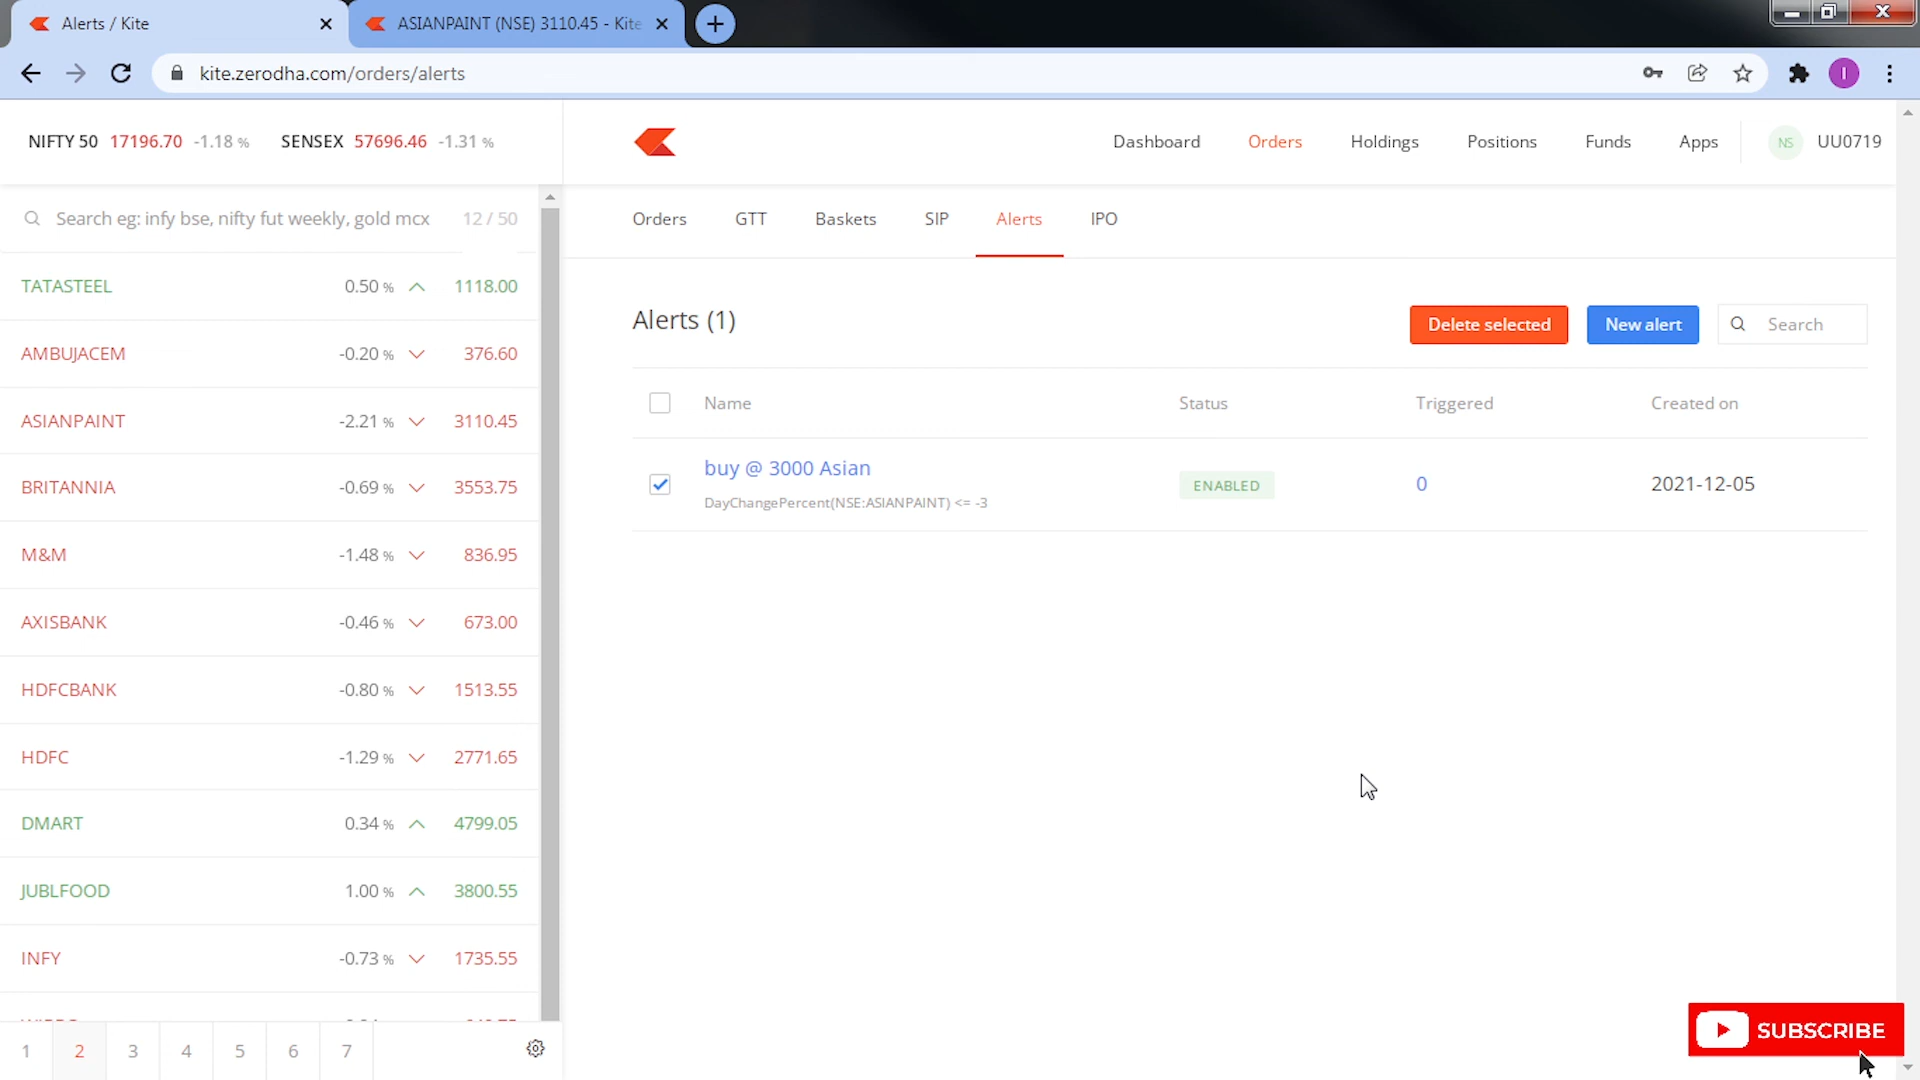 Alerts / Kite
ASIANPAINT (NSE) 3110.45 - Kite
kite.zerodha.com/orders/alerts
I
NIFTY 50 17196.70 -1.18 % SENSEX 57696.46 -1.31 %
Dashboard Orders Holdings Positions Funds Apps NS UU0719
Search eg: infy bse, nifty fut weekly, gold mcx 12 / 50
Orders GTT Baskets SIP Alerts IPO
TATASTEEL 0.50 % 1118.00
AMBUJACEM -0.20 % 376.60
ASIANPAINT -2.21 % 3110.45
BRITANNIA -0.69 % 3553.75
M&M -1.48 % 836.95
AXISBANK -0.46 % 673.00
HDFCBANK -0.80 % 1513.55
HDFC -1.29 % 2771.65
DMART 0.34 % 4799.05
JUBLFOOD 1.00 % 3800.55
INFY -0.73 % 1735.55
1 2 3 4 5 6 7
Alerts (1)
Delete selected New alert Search
Name Status Triggered Created on
buy @ 3000 Asian ENABLED 0 2021-12-05
DayChangePercent(NSE:ASIANPAINT) <= -3
SUBSCRIBE